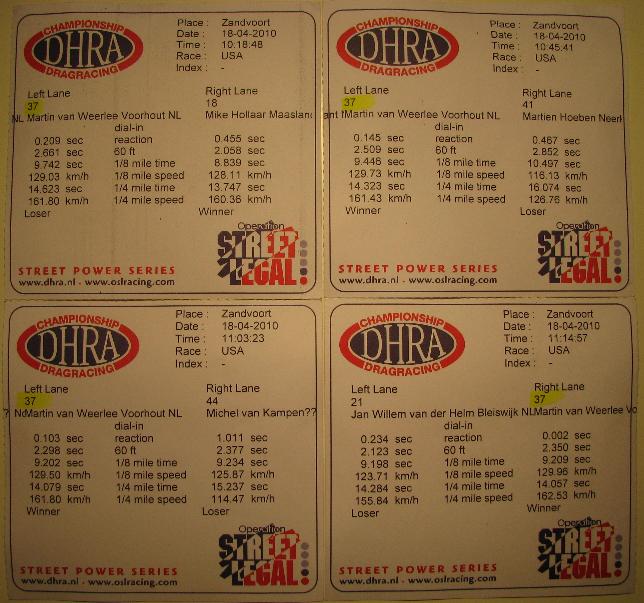 CHAMPIONSHIP
DHRA
DRAGRACING
Place : Zandvoort
Date : 18-04-2010
Time : 10:18:48
Race : USA
Index : -
Left Lane Right Lane
37 18
NL Martin van Weerlee Voorhout NL Mike Hollaar Maasland
dial-in
0.209 sec reaction 0.455 sec
2.661 sec 60 ft 2.058 sec
9.742 sec 1/8 mile time 8.839 sec
129.03 km/h 1/8 mile speed 128.11 km/h
14.623 sec 1/4 mile time 13.747 sec
161.80 km/h 1/4 mile speed 160.36 km/h
Loser Winner
Operation
STREET
LEGAL!
STREET POWER SERIES
www.dhra.nl - www.oslracing.com
CHAMPIONSHIP
DHRA
DRAGRACING
Place : Zandvoort
Date : 18-04-2010
Time : 10:45:41
Race : USA
Index : -
Left Lane Right Lane
37 41
Martin van Weerlee Voorhout NL Martien Hoeben
dial-in
0.145 sec reaction 0.467 sec
2.509 sec 60 ft 2.852 sec
9.446 sec 1/8 mile time 10.497 sec
129.73 km/h 1/8 mile speed 116.13 km/h
14.323 sec 1/4 mile time 16.074 sec
161.43 km/h 1/4 mile speed 126.76 km/h
Winner Loser
Operation
STREET
LEGAL!
STREET POWER SERIES
www.dhra.nl - www.oslracing.com
CHAMPIONSHIP
DHRA
DRAGRACING
Place : Zandvoort
Date : 18-04-2010
Time : 11:03:23
Race : USA
Index : -
Left Lane Right Lane
37 44
Martin van Weerlee Voorhout NL Michel van Kampen??
dial-in
0.103 sec reaction 1.011 sec
2.298 sec 60 ft 2.377 sec
9.202 sec 1/8 mile time 9.234 sec
129.50 km/h 1/8 mile speed 125.87 km/h
14.079 sec 1/4 mile time 15.237 sec
161.80 km/h 1/4 mile speed 114.47 km/h
Winner Loser
Operation
STREET
LEGAL!
STREET POWER SERIES
www.dhra.nl - www.oslracing.com
CHAMPIONSHIP
DHRA
DRAGRACING
Place : Zandvoort
Date : 18-04-2010
Time : 11:14:57
Race : USA
Index : -
Left Lane Right Lane
21 37
Jan Willem van der Helm Bleiswijk NL Martin van Weerlee Vo
dial-in
0.234 sec reaction 0.002 sec
2.123 sec 60 ft 2.350 sec
9.198 sec 1/8 mile time 9.209 sec
123.71 km/h 1/8 mile speed 129.96 km/h
14.284 sec 1/4 mile time 14.057 sec
155.84 km/h 1/4 mile speed 162.53 km/h
Loser Winner
Operation
STREET
LEGAL!
STREET POWER SERIES
www.dhra.nl - www.oslracing.com